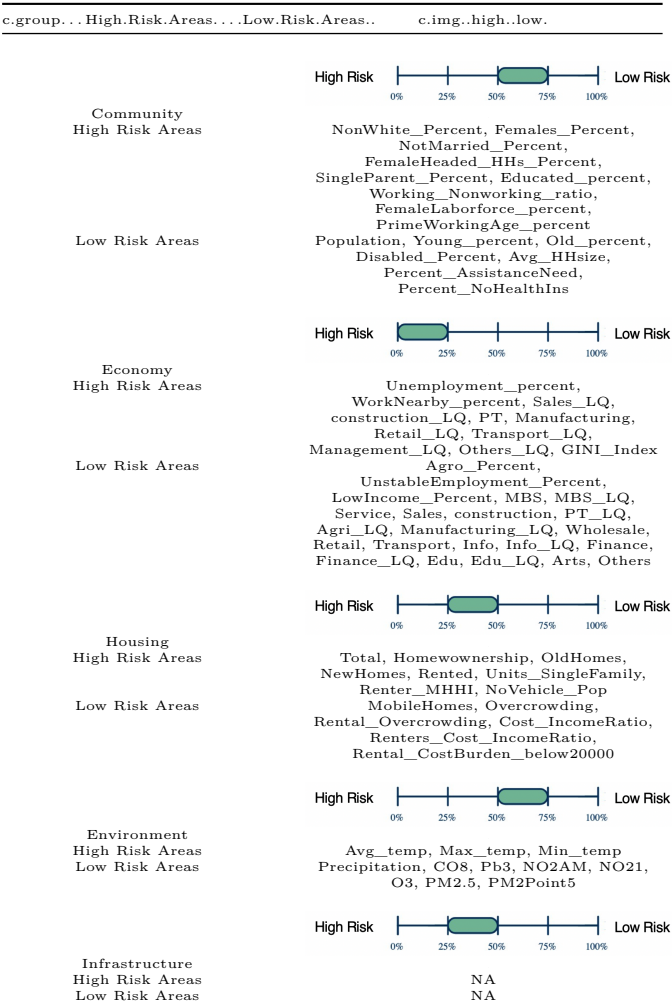 c.group...High.Risk.Areas....Low.Risk.Areas.. c.img..high..low.
High Risk Low Risk
0% 25% 50% 75% 100%
Community
High Risk Areas NonWhite_Percent, Females_Percent,
NotMarried_Percent,
FemaleHeaded_HHs_Percent,
SingleParent_Percent, Educated_percent,
Working_Nonworking_ratio,
FemaleLaborforce_percent,
PrimeWorkingAge_percent
Low Risk Areas Population, Young_percent, Old_percent,
Disabled_Percent, Avg_HHsize,
Percent_AssistanceNeed,
Percent_NoHealthIns
High Risk Low Risk
0% 25% 50% 75% 100%
Economy
High Risk Areas Unemployment_percent,
WorkNearby_percent, Sales_LQ,
construction_LQ, PT, Manufacturing,
Retail_LQ, Transport_LQ,
Management_LQ, Others_LQ, GINI_Index
Low Risk Areas Agro_Percent,
UnstableEmployment_Percent,
LowIncome_Percent, MBS, MBS_LQ,
Service, Sales, construction, PT_LQ,
Agri_LQ, Manufacturing_LQ, Wholesale,
Retail, Transport, Info, Info_LQ, Finance,
Finance_LQ, Edu, Edu_LQ, Arts, Others
High Risk Low Risk
0% 25% 50% 75% 100%
Housing
High Risk Areas Total, Homewownership, OldHomes,
NewHomes, Rented, Units_SingleFamily,
Renter_MHHI, NoVehicle_Pop
Low Risk Areas MobileHomes, Overcrowding,
Rental_Overcrowding, Cost_IncomeRatio,
Renters_Cost_IncomeRatio,
Rental_CostBurden_below20000
High Risk Low Risk
0% 25% 50% 75% 100%
Environment
High Risk Areas Avg_temp, Max_temp, Min_temp
Low Risk Areas Precipitation, CO8, Pb3, NO2AM, NO21,
O3, PM2.5, PM2Point5
High Risk Low Risk
0% 25% 50% 75% 100%
Infrastructure
High Risk Areas NA
Low Risk Areas NA